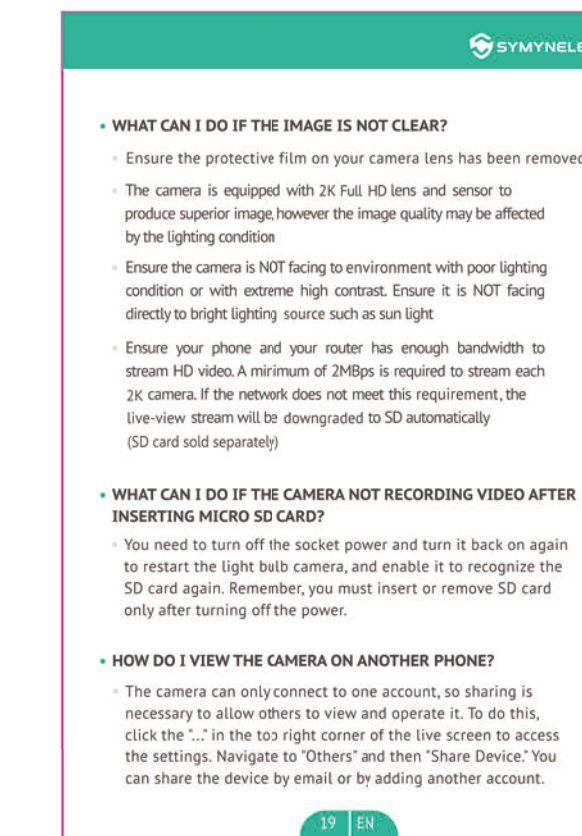 SYMYNELE
• WHAT CAN I DO IF THE IMAGE IS NOT CLEAR?
Ensure the protective film on your camera lens has been removed
The camera is equipped with 2K Full HD lens and sensor to
produce superior image, however the image quality may be affected
by the lighting condition
Ensure the camera is NOT facing to environment with poor lighting
condition or with extreme high contrast. Ensure it is NOT facing
directly to bright lighting source such as sun light
Ensure your phone and your router has enough bandwidth to
stream HD video. A mirimum of 2MBps is required to stream each
2K camera. If the network does not meet this requirement, the
live-view stream will be downgraded to SD automatically
(SD card sold separately)
• WHAT CAN I DO IF THE CAMERA NOT RECORDING VIDEO AFTER
INSERTING MICRO SD CARD?
You need to turn off the socket power and turn it back on again
to restart the light bulb camera, and enable it to recognize the
SD card again. Remember, you must insert or remove SD card
only after turning off the power.
• HOW DO I VIEW THE CAMERA ON ANOTHER PHONE?
The camera can only connect to one account, so sharing is
necessary to allow others to view and operate it. To do this,
click the "..." in the top right corner of the live screen to access
the settings. Navigate to "Others" and then "Share Device." You
can share the device by email or by adding another account.
19 EN